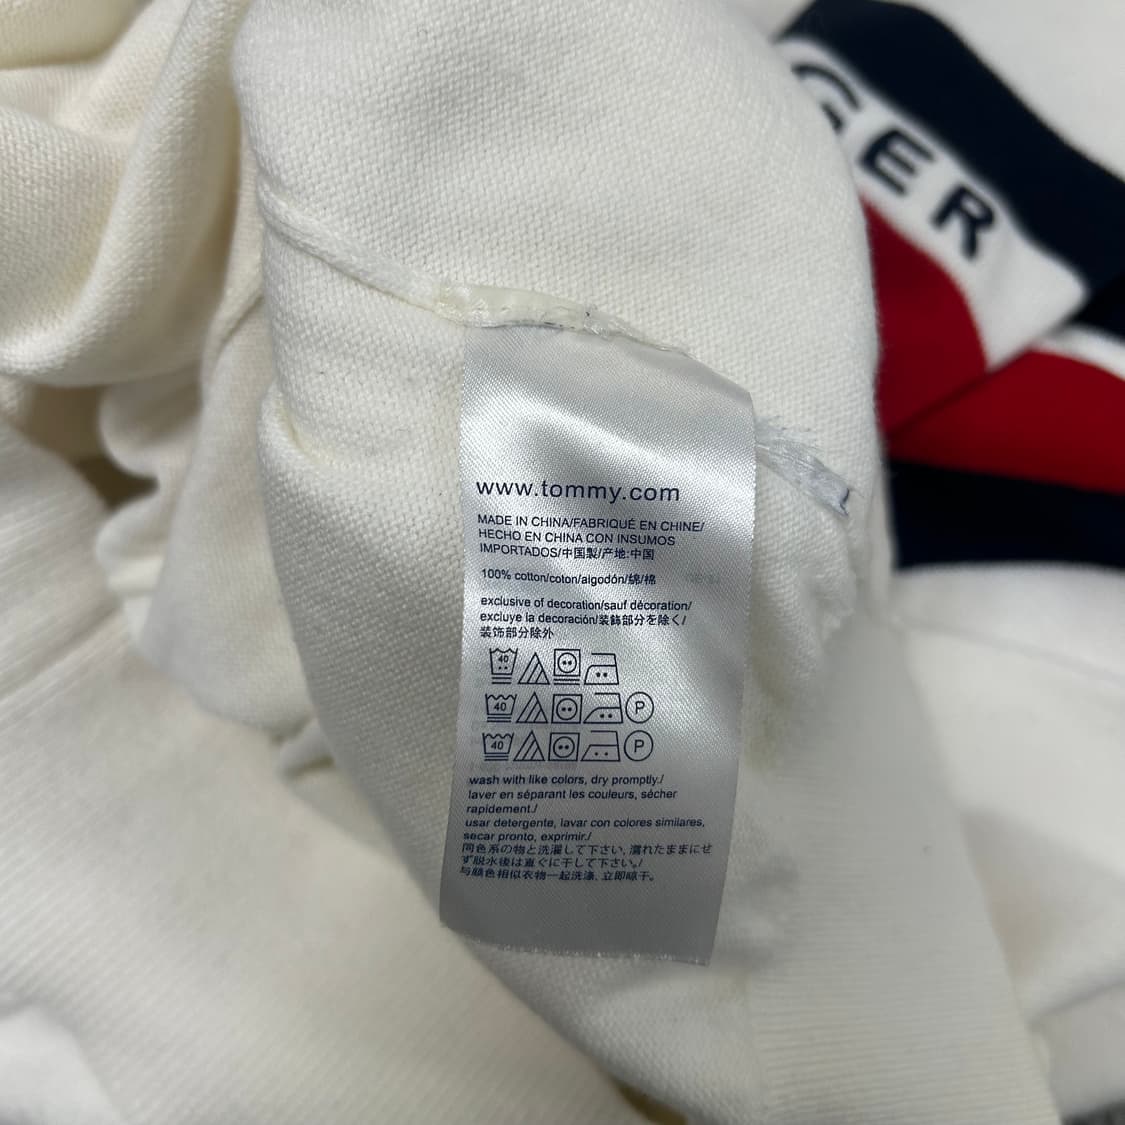 GER
www.tommy.com
MADE IN CHINA/FABRIQUÉ EN CHINE/
HECHO EN CHINA CON INSUMOS
IMPORTADOS/中国製/产地:中国
100% cotton/coton/algodón/綿/棉
exclusive of decoration/sauf décoration/
excluye la decoración/装飾部分を除く/
装饰部分除外
40
40 P
40 P
wash with like colors, dry promptly./
laver en séparant les couleurs, sécher
rapidement./
usar detergente, lavar con colores similares,
secar pronto, exprimir./
同色系の物と洗濯して下さい, 濡れたままにせ
ず脱水後は直ぐに干して下さい。/
与颜色相似衣物一起洗涤, 立即晾干。